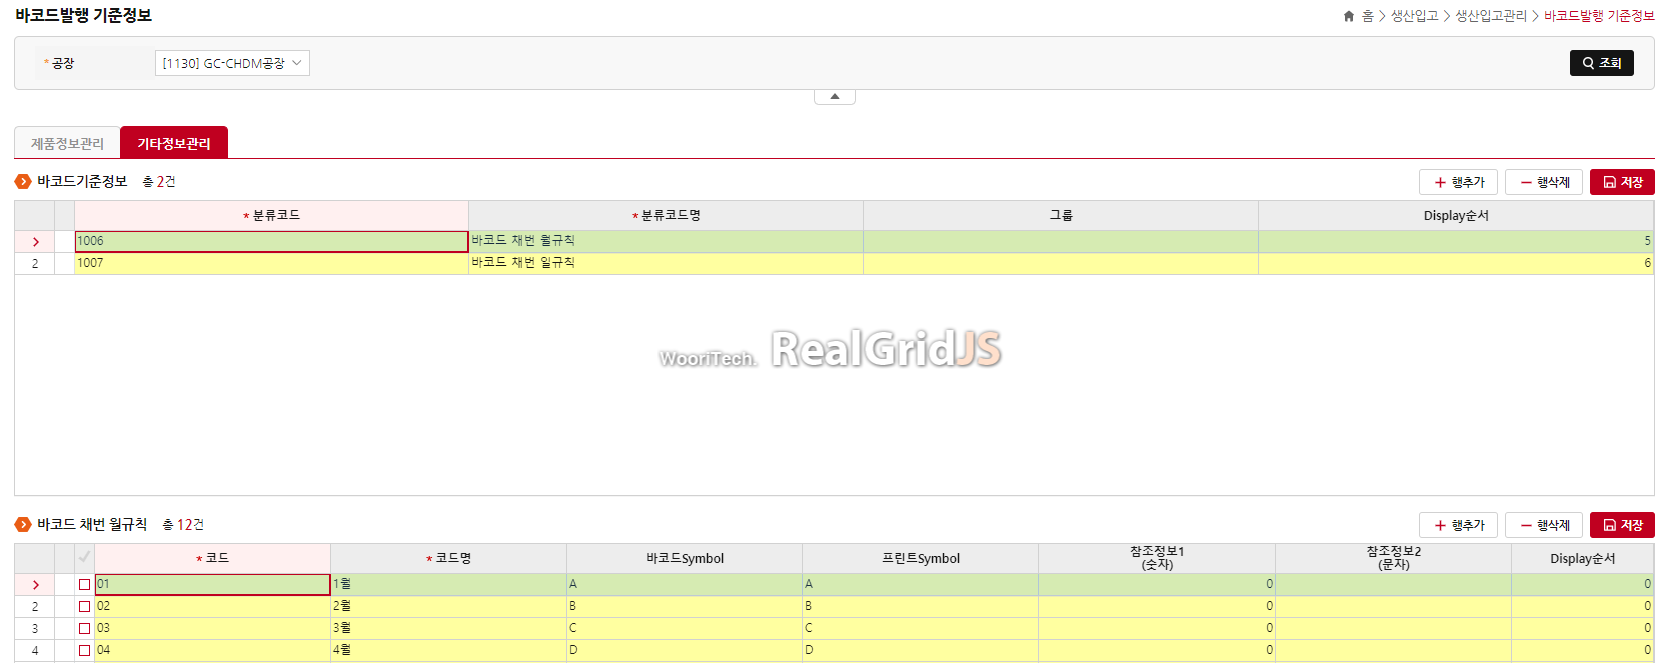 바코드발행 기준정보
홈 > 생산입고 > 생산입고관리 > 바코드발행 기준정보
* 공장 [1130] GC-CHDM공장 조회
제품정보관리 기타정보관리
바코드기준정보 총 2건 + 행추가 − 행삭제 저장
* 분류코드 * 분류코드명 그룹 Display순서
1006 바코드 채번 월규칙 5
2 1007 바코드 채번 일규칙 6
WooriTech. RealGridJS
바코드 채번 월규칙 총 12건 + 행추가 − 행삭제 저장
* 코드 * 코드명 바코드Symbol 프린트Symbol 참조정보1 (숫자) 참조정보2 (문자) Display순서
01 1월 A A 0 0
2 02 2월 B B 0 0
3 03 3월 C C 0 0
4 04 4월 D D 0 0